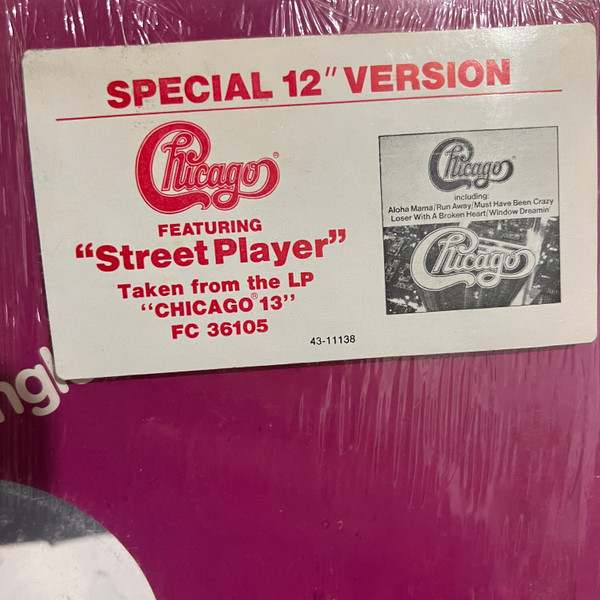 SPECIAL 12″ VERSION
Chicago®
FEATURING
“Street Player”
Taken from the LP
“CHICAGO® 13”
FC 36105
Chicago®
including:
Aloha Mama/Run Away/Must Have Been Crazy
Loser With A Broken Heart/Window Dreamin
Chicago
43-11138
ngl